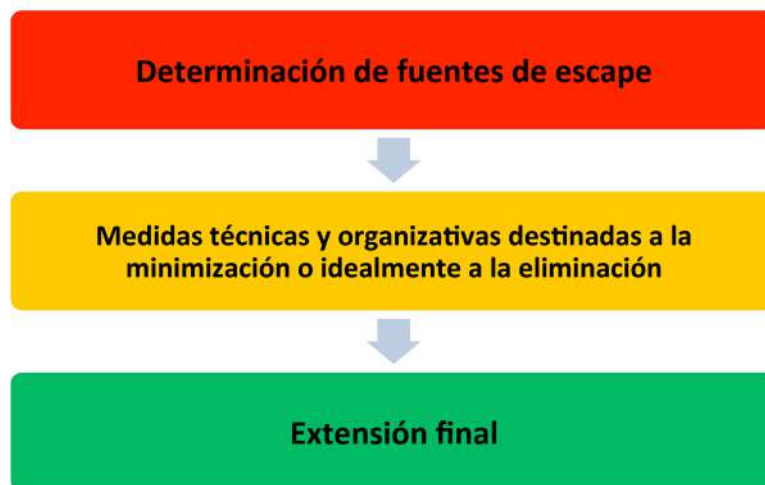 Determinación de fuentes de escape
Medidas técnicas y organizativas destinadas a la
minimización o idealmente a la eliminación
Extensión final